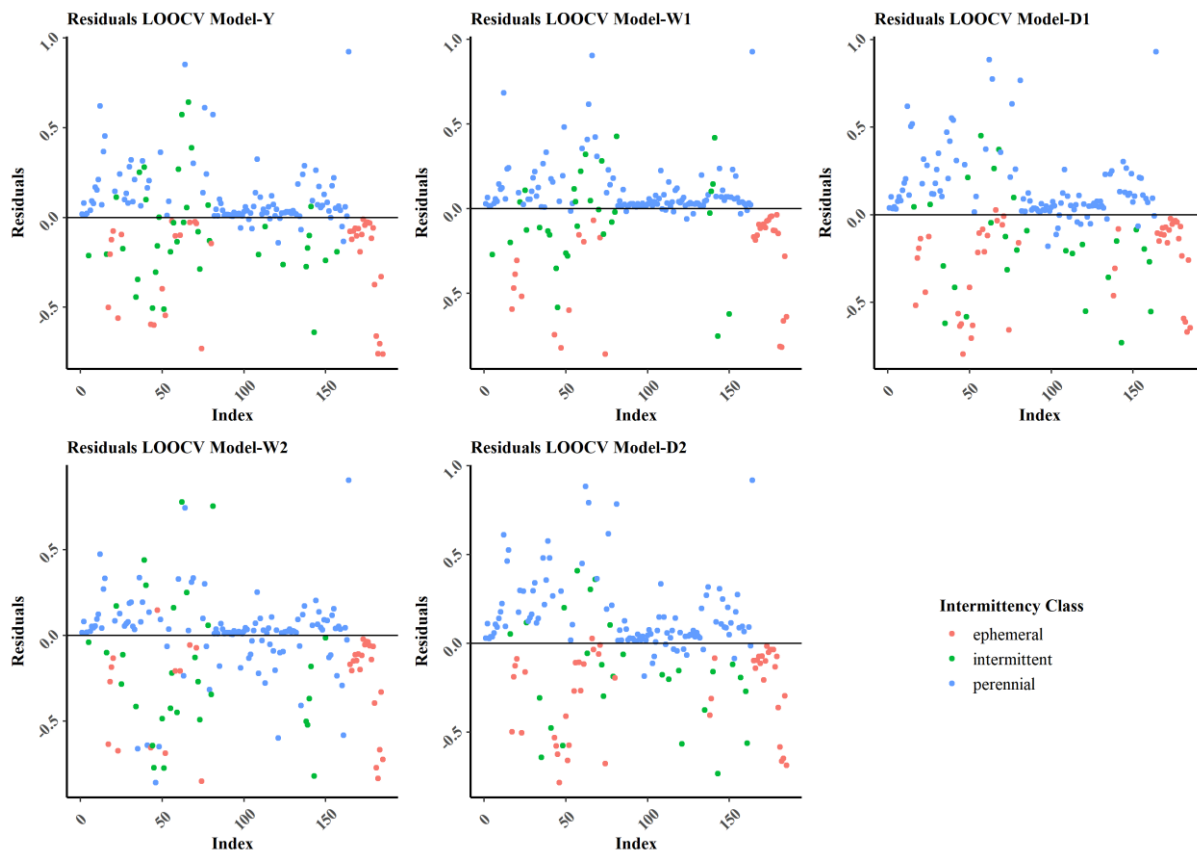 Residuals LOOCV Model-Y
Residuals LOOCV Model-W1
Residuals LOOCV Model-D1
1.0
0.5
0.0
-0.5
Residuals
0
50
100
150
Index
0.5
0.0
-0.5
Residuals
0
50
100
150
Index
1.0
0.5
0.0
-0.5
Residuals
0
50
100
150
Index
Residuals LOOCV Model-W2
Residuals LOOCV Model-D2
0.5
0.0
-0.5
Residuals
0
50
100
150
Index
1.0
0.5
0.0
-0.5
Residuals
0
50
100
150
Index
Intermittency Class
ephemeral
intermittent
perennial